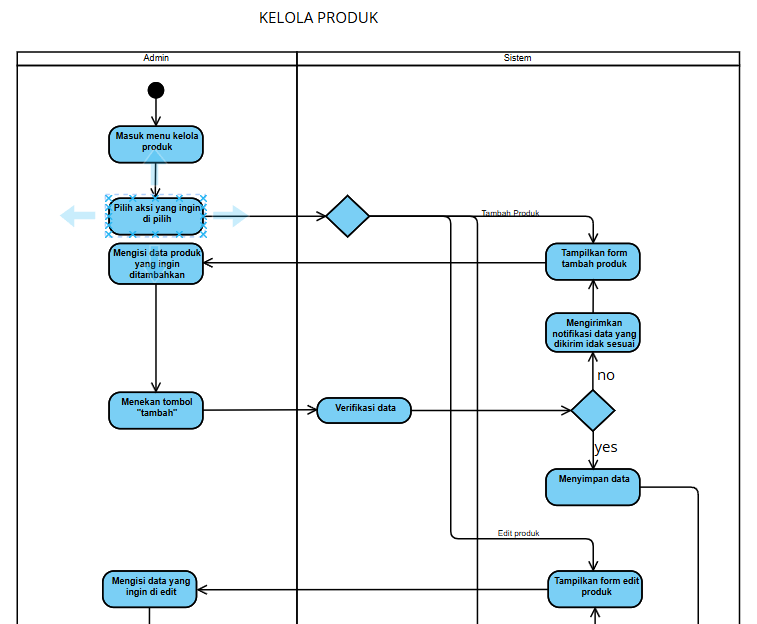 KELOLA PRODUK
Admin
Sistem
Masuk menu kelola
produk
Pilih aksi yang ingin
di pilih
Tambah Produk
Mengisi data produk
yang ingin
ditambahkan
Tampilkan form
tambah produk
Mengirimkan
notifikasi data yang
dikirim idak sesuai
no
Menekan tombol
"tambah"
Verifikasi data
yes
Menyimpan data
Edit produk
Mengisi data yang
ingin di edit
Tampilkan form edit
produk